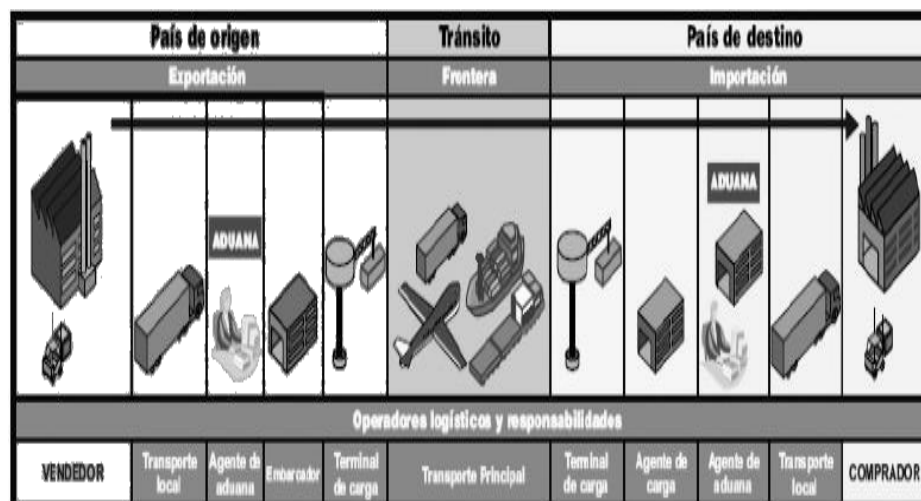 País de origen
Tránsito
País de destino
Exportación
Frontera
Importación
ADUANA
ADUANA
Operadores logísticos y responsabilidades
VENDEDOR
Transporte
local
Agente de
aduana
Embarcador
Terminal
de carga
Transporte Principal
Terminal
de carga
Agente de
carga
Agente de
aduana
Transporte
local
COMPRADOR